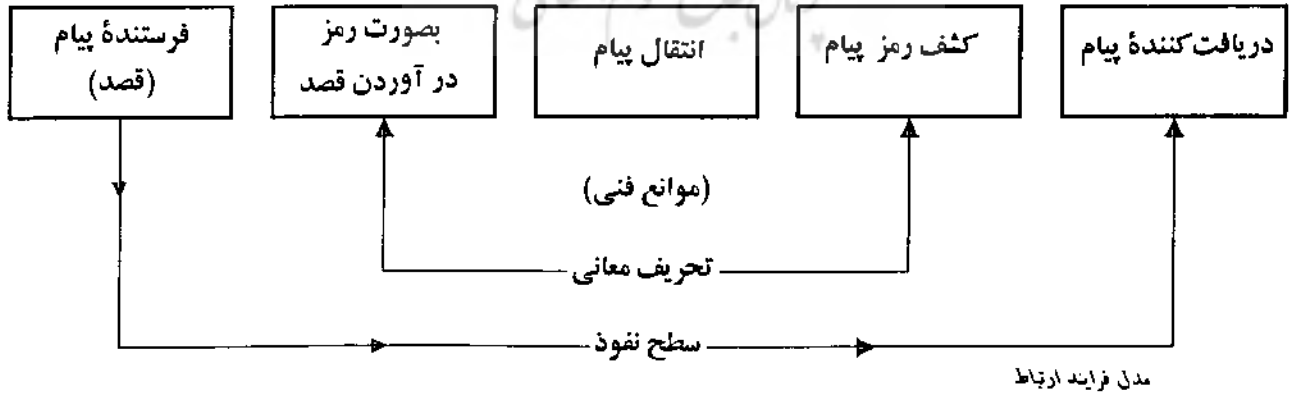 فرستندهٔ پیام
(قصد)
بصورت رمز
در آوردن قصد
انتقال پیام
کشف رمز پیام
دریافت‌کنندهٔ پیام
(موانع فنی)
تحریف معانی
سطح نفوذ
مدل فرایند ارتباط